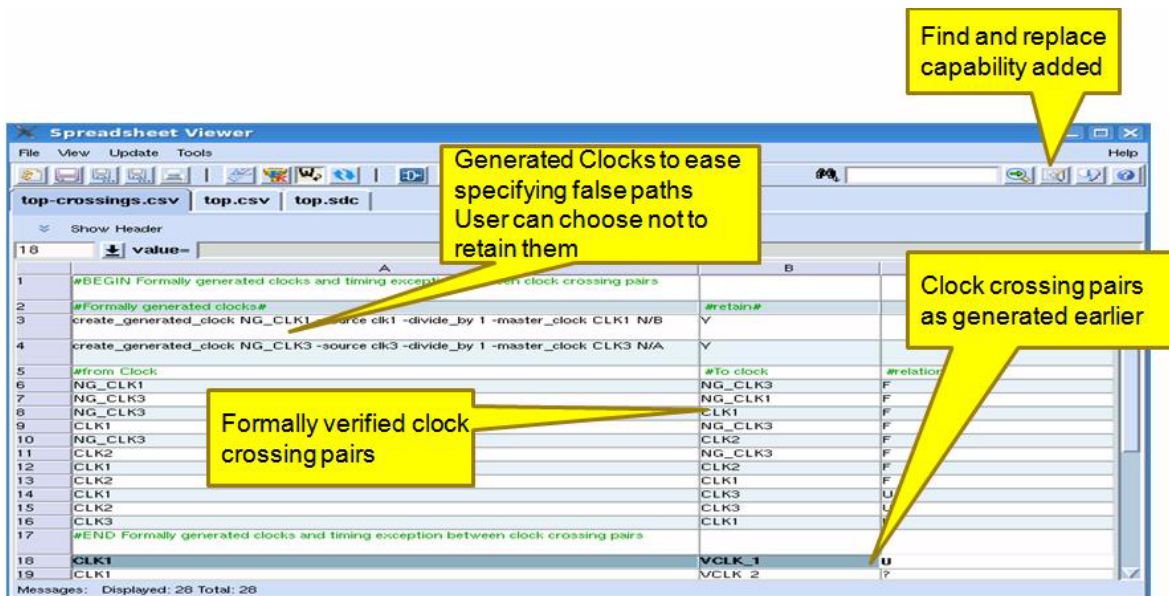 Find and replace
capability added
Spreadsheet Viewer
File View Update Tools Help
Generated Clocks to ease
specifying false paths
User can choose not to
retain them
top-crossings.csv top.csv top.sdc
Show Header
18 value=
A B
1 #BEGIN Formally generated clocks and timing between clock crossing pairs
2 #Formally generated clocks# #retain#
3 create_generated_clock NG_CLK1 -source clk1 -divide_by 1 -master_clock CLK1 N/B Y
4 create_generated_clock NG_CLK3 -source clk3 -divide_by 1 -master_clock CLK3 N/A Y
Clock crossing pairs
as generated earlier
5 #from Clock #To clock #relation
6 NG_CLK1 NG_CLK3 F
7 NG_CLK3 NG_CLK1 F
8 NG_CLK3 CLK1 F
9 CLK1 NG_CLK3 F
10 NG_CLK3 CLK2 F
11 CLK2 NG_CLK3 F
12 CLK1 CLK2 F
13 CLK2 CLK1 F
14 CLK1 CLK3 U
15 CLK2 CLK3
16 CLK3 CLK1
Formally verified clock
crossing pairs
17 #END Formally generated clocks and timing exception between clock crossing pairs
18 CLK1 VCLK_1 U
19 CLK1 VCLK_2 ?
Messages: Displayed: 28 Total: 28